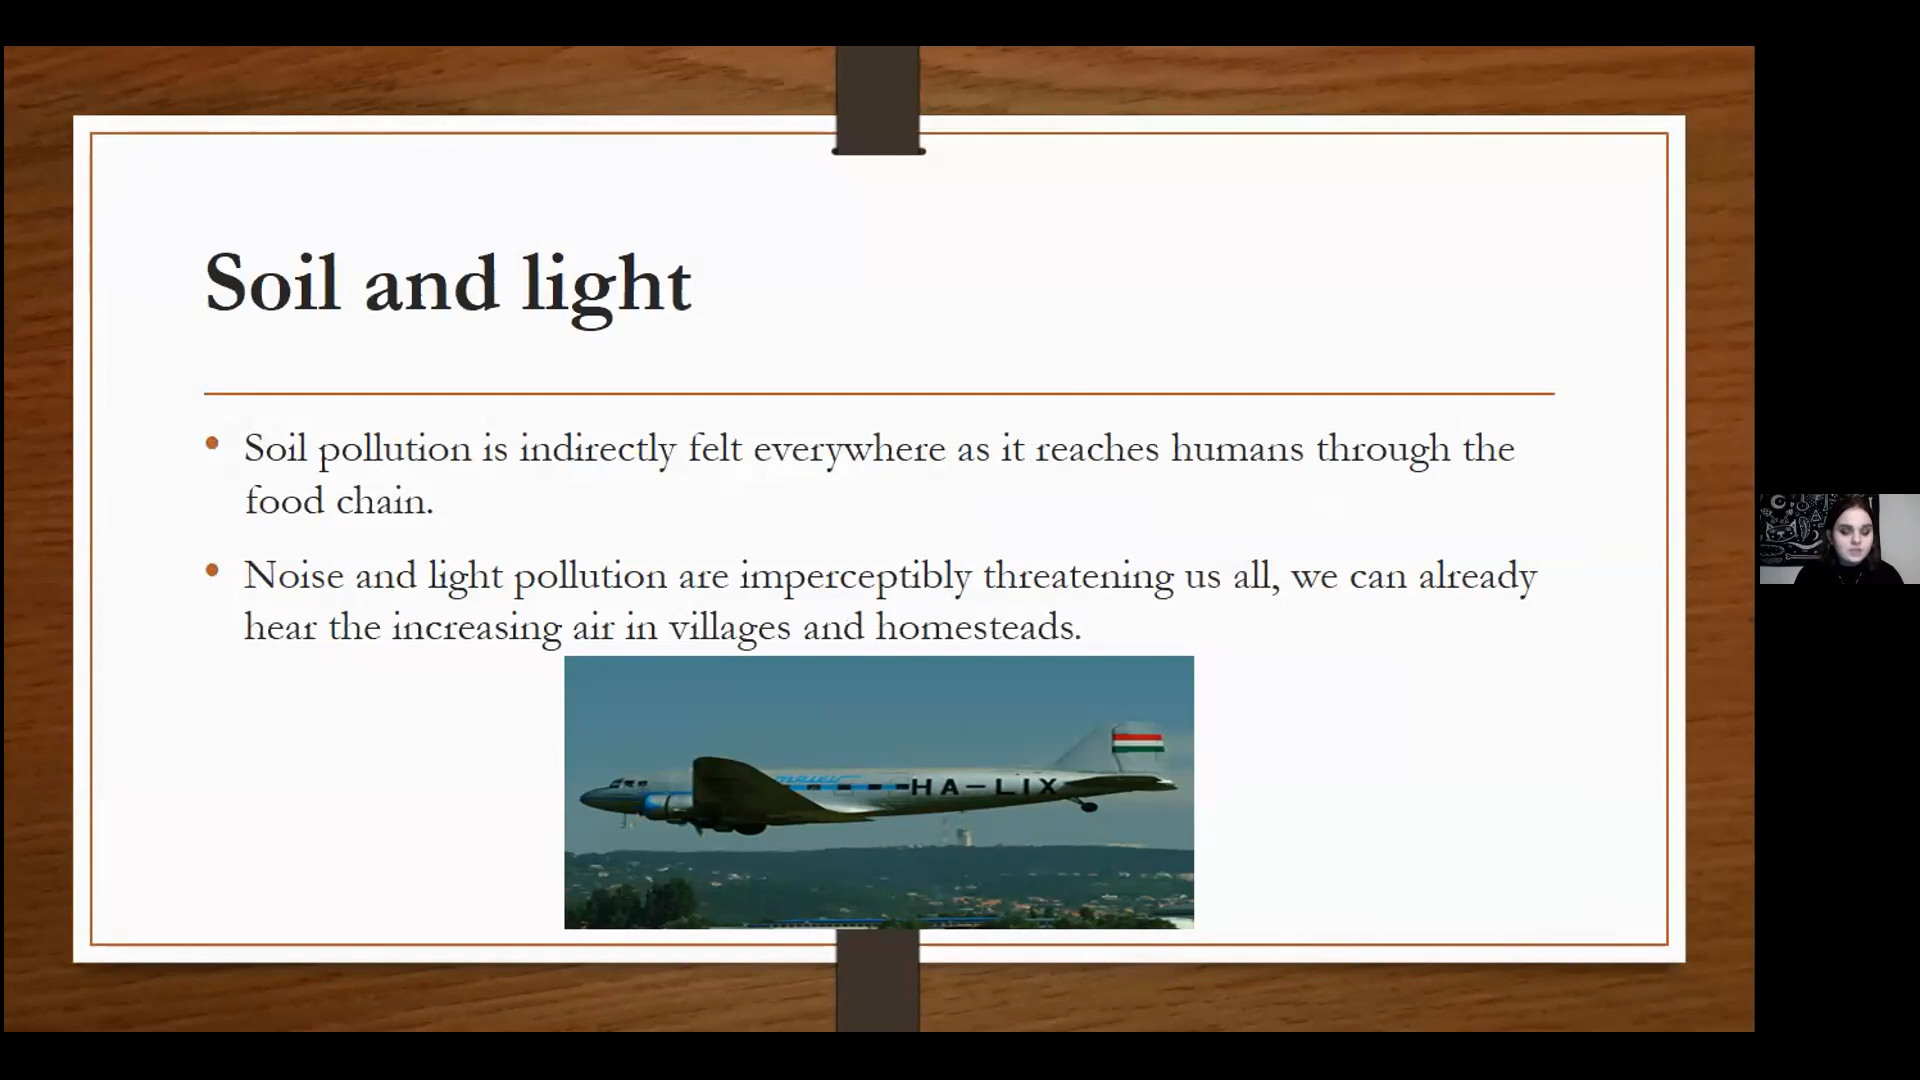 Soil and light
Soil pollution is indirectly felt everywhere as it reaches humans through the
food chain.
Noise and light pollution are imperceptibly threatening us all, we can already
hear the increasing air in villages and homesteads.
HA-LIX